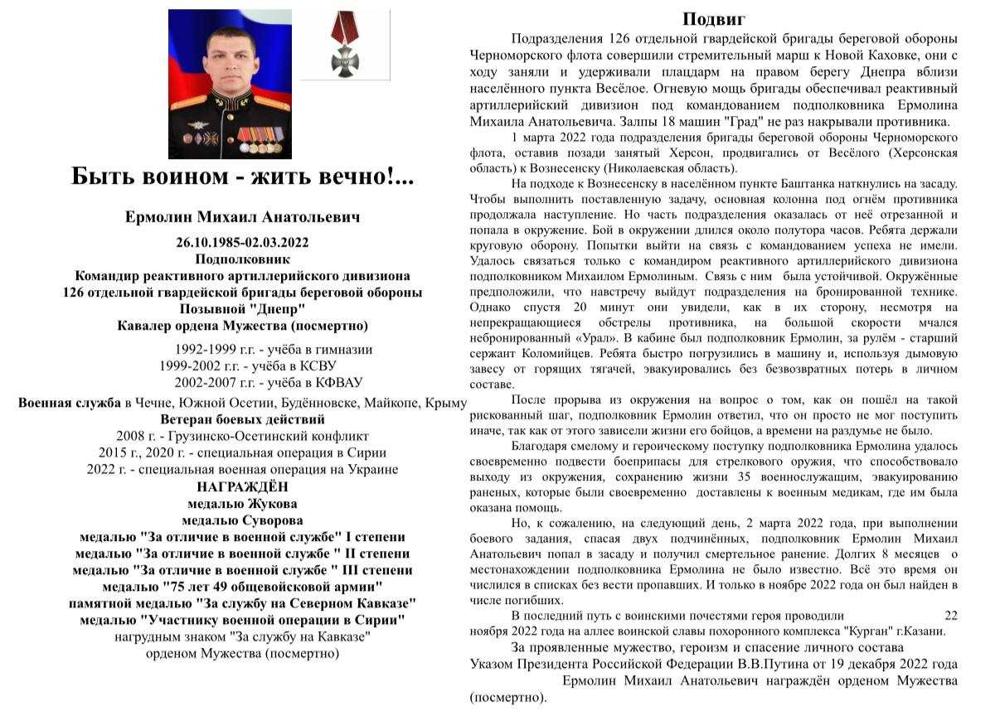 Быть воином - жить вечно!...
Ермолин Михаил Анатольевич
26.10.1985-02.03.2022
Подполковник
Командир реактивного артиллерийского дивизиона
126 отдельной гвардейской бригады береговой обороны
Позывной "Днепр"
Кавалер ордена Мужества (посмертно)
1992-1999 г.г. - учёба в гимназии
1999-2002 г.г. - учёба в КСВУ
2002-2007 г.г. - учёба в КФВАУ
Военная служба в Чечне, Южной Осетии, Будённовске, Майкопе, Крыму
Ветеран боевых действий
2008 г. - Грузинско-Осетинский конфликт
2015 г., 2020 г. - специальная операция в Сирии
2022 г. - специальная военная операция на Украине
НАГРАЖДЁН
медалью Жукова
медалью Суворова
медалью "За отличие в военной службе" I степени
медалью "За отличие в военной службе " II степени
медалью "За отличие в военной службе " III степени
медалью "75 лет 49 общевойсковой армии"
памятной медалью "За службу на Северном Кавказе"
медалью "Участнику военной операции в Сирии"
нагрудным знаком "За службу на Кавказе"
орденом Мужества (посмертно)
Подвиг
Подразделения 126 отдельной гвардейской бригады береговой обороны
Черноморского флота совершили стремительный марш к Новой Каховке, они с
ходу заняли и удерживали плацдарм на правом берегу Днепра вблизи
населённого пункта Весёлое. Огневую мощь бригады обеспечивал реактивный
артиллерийский дивизион под командованием подполковника Ермолина
Михаила Анатольевича. Залпы 18 машин "Град" не раз накрывали противника.
1 марта 2022 года подразделения бригады береговой обороны Черноморского
флота, оставив позади занятый Херсон, продвигались от Весёлого (Херсонская
область) к Вознесенску (Николаевская область).
На подходе к Вознесенску в населённом пункте Баштанка наткнулись на засаду.
Чтобы выполнить поставленную задачу, основная колонна под огнём противника
продолжала наступление. Но часть подразделения оказалась от неё отрезанной и
попала в окружение. Бой в окружении длился около полутора часов. Ребята держали
круговую оборону. Попытки выйти на связь с командованием успеха не имели.
Удалось связаться только с командиром реактивного артиллерийского дивизиона
подполковником Михаилом Ермолиным. Связь с ним была устойчивой. Окружённые
предположили, что навстречу выйдут подразделения на бронированной технике.
Однако спустя 20 минут они увидели, как в их сторону, несмотря на
непрекращающиеся обстрелы противника, на большой скорости мчался
небронированный «Урал». В кабине был подполковник Ермолин, за рулём - старший
сержант Коломийцев. Ребята быстро погрузились в машину и, используя дымовую
завесу от горящих тягачей, эвакуировались без безвозвратных потерь в личном
составе.
После прорыва из окружения на вопрос о том, как он пошёл на такой
рискованный шаг, подполковник Ермолин ответил, что он просто не мог поступить
иначе, так как от этого зависели жизни его бойцов, а времени на раздумье не было.
Благодаря смелому и героическому поступку подполковника Ермолина удалось
своевременно подвести боеприпасы для стрелкового оружия, что способствовало
выходу из окружения, сохранению жизни 35 военнослужащим, эвакуированию
раненых, которые были своевременно доставлены к военным медикам, где им была
оказана помощь.
Но, к сожалению, на следующий день, 2 марта 2022 года, при выполнении
боевого задания, спасая двух подчинённых, подполковник Ермолин Михаил
Анатольевич попал в засаду и получил смертельное ранение. Долгих 8 месяцев о
местонахождении подполковника Ермолина не было известно. Всё это время он
числился в списках без вести пропавших. И только в ноябре 2022 года он был найден в
числе погибших.
В последний путь с воинскими почестями героя проводили 22
ноября 2022 года на аллее воинской славы похоронного комплекса "Курган" г.Казани.
За проявленные мужество, героизм и спасение личного состава
Указом Президента Российской Федерации В.В.Путина от 19 декабря 2022 года
Ермолин Михаил Анатольевич награждён орденом Мужества
(посмертно).